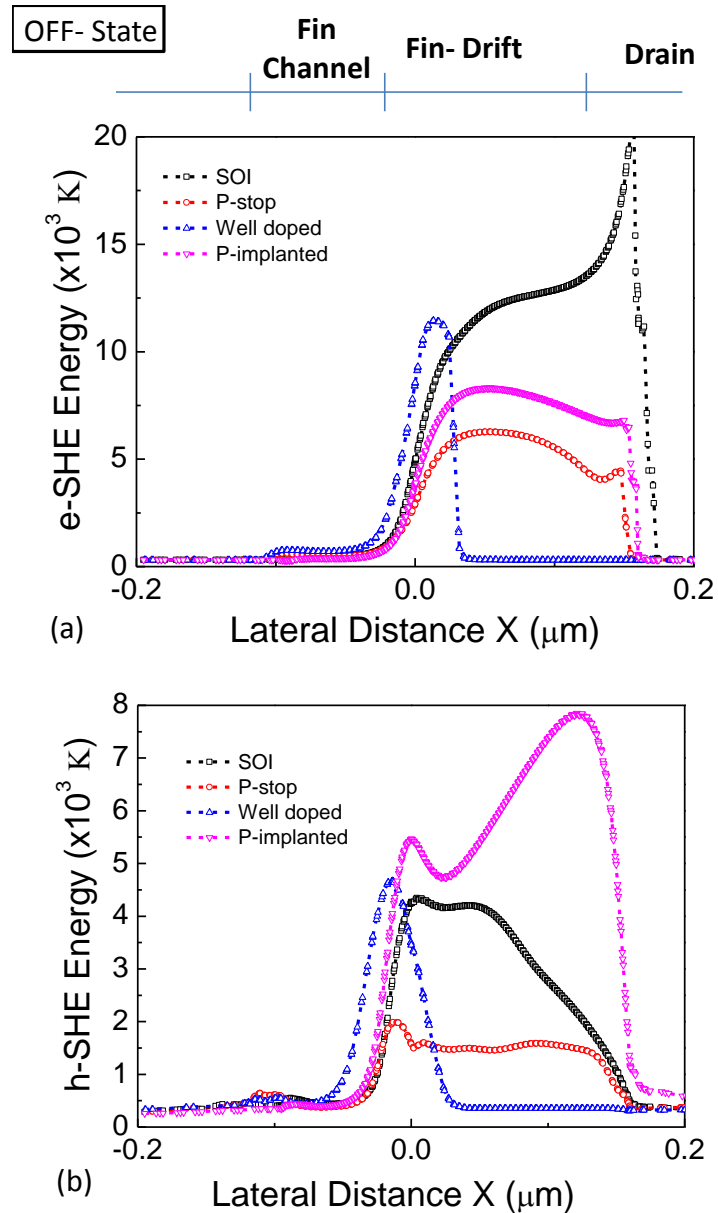 OFF- State
Fin
Channel
Fin- Drift
Drain
20
15
10
5
0
e-SHE Energy (x10³ K)
SOI
P-stop
Well doped
P-implanted
-0.2
0.0
0.2
(a)
Lateral Distance X (μm)
8
7
6
5
4
3
2
1
0
h-SHE Energy (x10³ K)
SOI
P-stop
Well doped
P-implanted
-0.2
0.0
0.2
(b)
Lateral Distance X (μm)